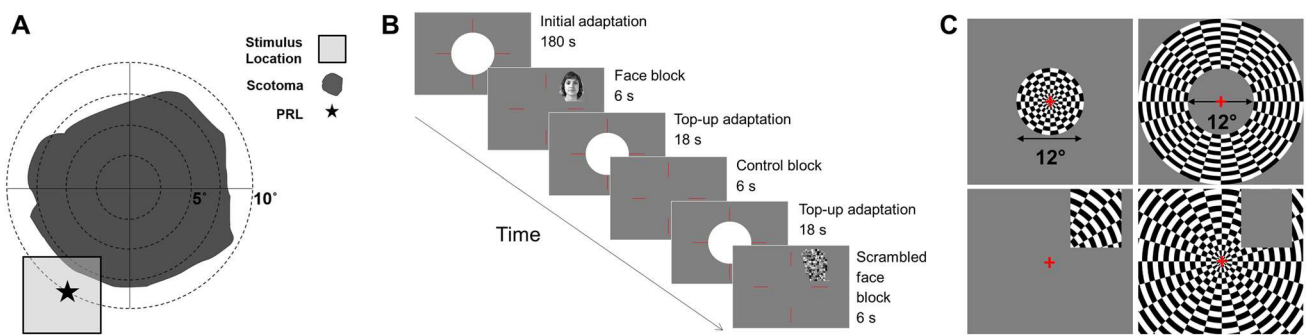 A
Stimulus
Location
Scotoma
PRL
5°
10°
B
Initial adaptation
180 s
Face block
6 s
Top-up adaptation
18 s
Control block
6 s
Top-up adaptation
18 s
Scrambled
face
block
6 s
Time
C
12°
12°